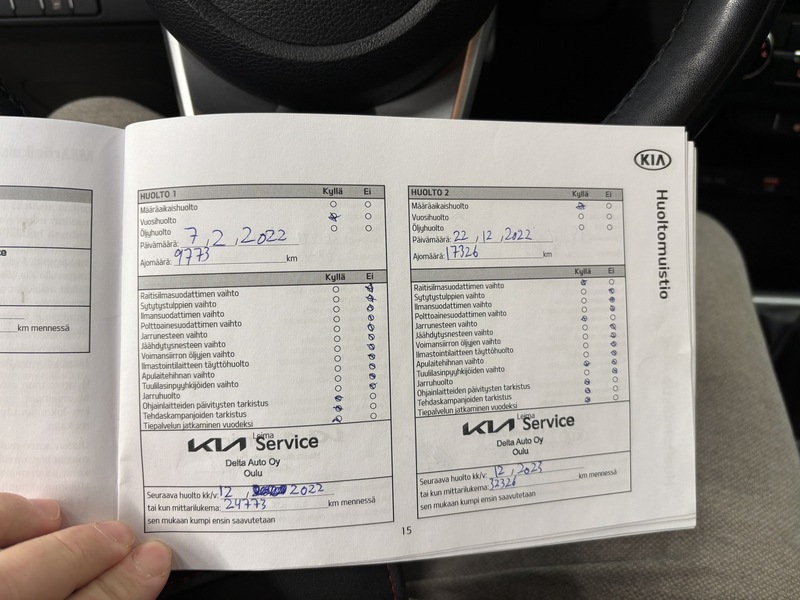 KIA
Huoltomuistio
km mennessä
HUOLTO 1 Kyllä Ei
Määräaikaishuolto
Vuosihuolto
Öljyhuolto
Päivämäärä: 7, 2, 2022
Ajomäärä: 9773 km
Kyllä Ei
Raitisilmasuodattimen vaihto
Sytytystulppien vaihto
Ilmansuodattimen vaihto
Polttoainesuodattimen vaihto
Jarrunesteen vaihto
Jäähdytysnesteen vaihto
Voimansiirron öljyjen vaihto
Ilmastointilaitteen täyttöhuolto
Apulaitehihnan vaihto
Tuulilasinpyyhkijöiden vaihto
Jarruhuolto
Ohjainlaitteiden päivitysten tarkistus
Tehdaskampanjoiden tarkistus
Tiepalvelun jatkaminen vuodeksi
Leima
KIA Service
Delta Auto Oy
Oulu
Seuraava huolto kk/v: 12, 2022
tai kun mittarilukema: 24773 km mennessä
sen mukaan kumpi ensin saavutetaan
HUOLTO 2 Kyllä Ei
Määräaikaishuolto
Vuosihuolto
Öljyhuolto
Päivämäärä: 22, 12, 2022
Ajomäärä: 17326 km
Kyllä Ei
Raitisilmasuodattimen vaihto
Sytytystulppien vaihto
Ilmansuodattimen vaihto
Polttoainesuodattimen vaihto
Jarrunesteen vaihto
Jäähdytysnesteen vaihto
Voimansiirron öljyjen vaihto
Ilmastointilaitteen täyttöhuolto
Apulaitehihnan vaihto
Tuulilasinpyyhkijöiden vaihto
Jarruhuolto
Ohjainlaitteiden päivitysten tarkistus
Tehdaskampanjoiden tarkistus
Tiepalvelun jatkaminen vuodeksi
Leima
KIA Service
Delta Auto Oy
Oulu
Seuraava huolto kk/v: 12, 2023
tai kun mittarilukema: 32326 km mennessä
sen mukaan kumpi ensin saavutetaan
15